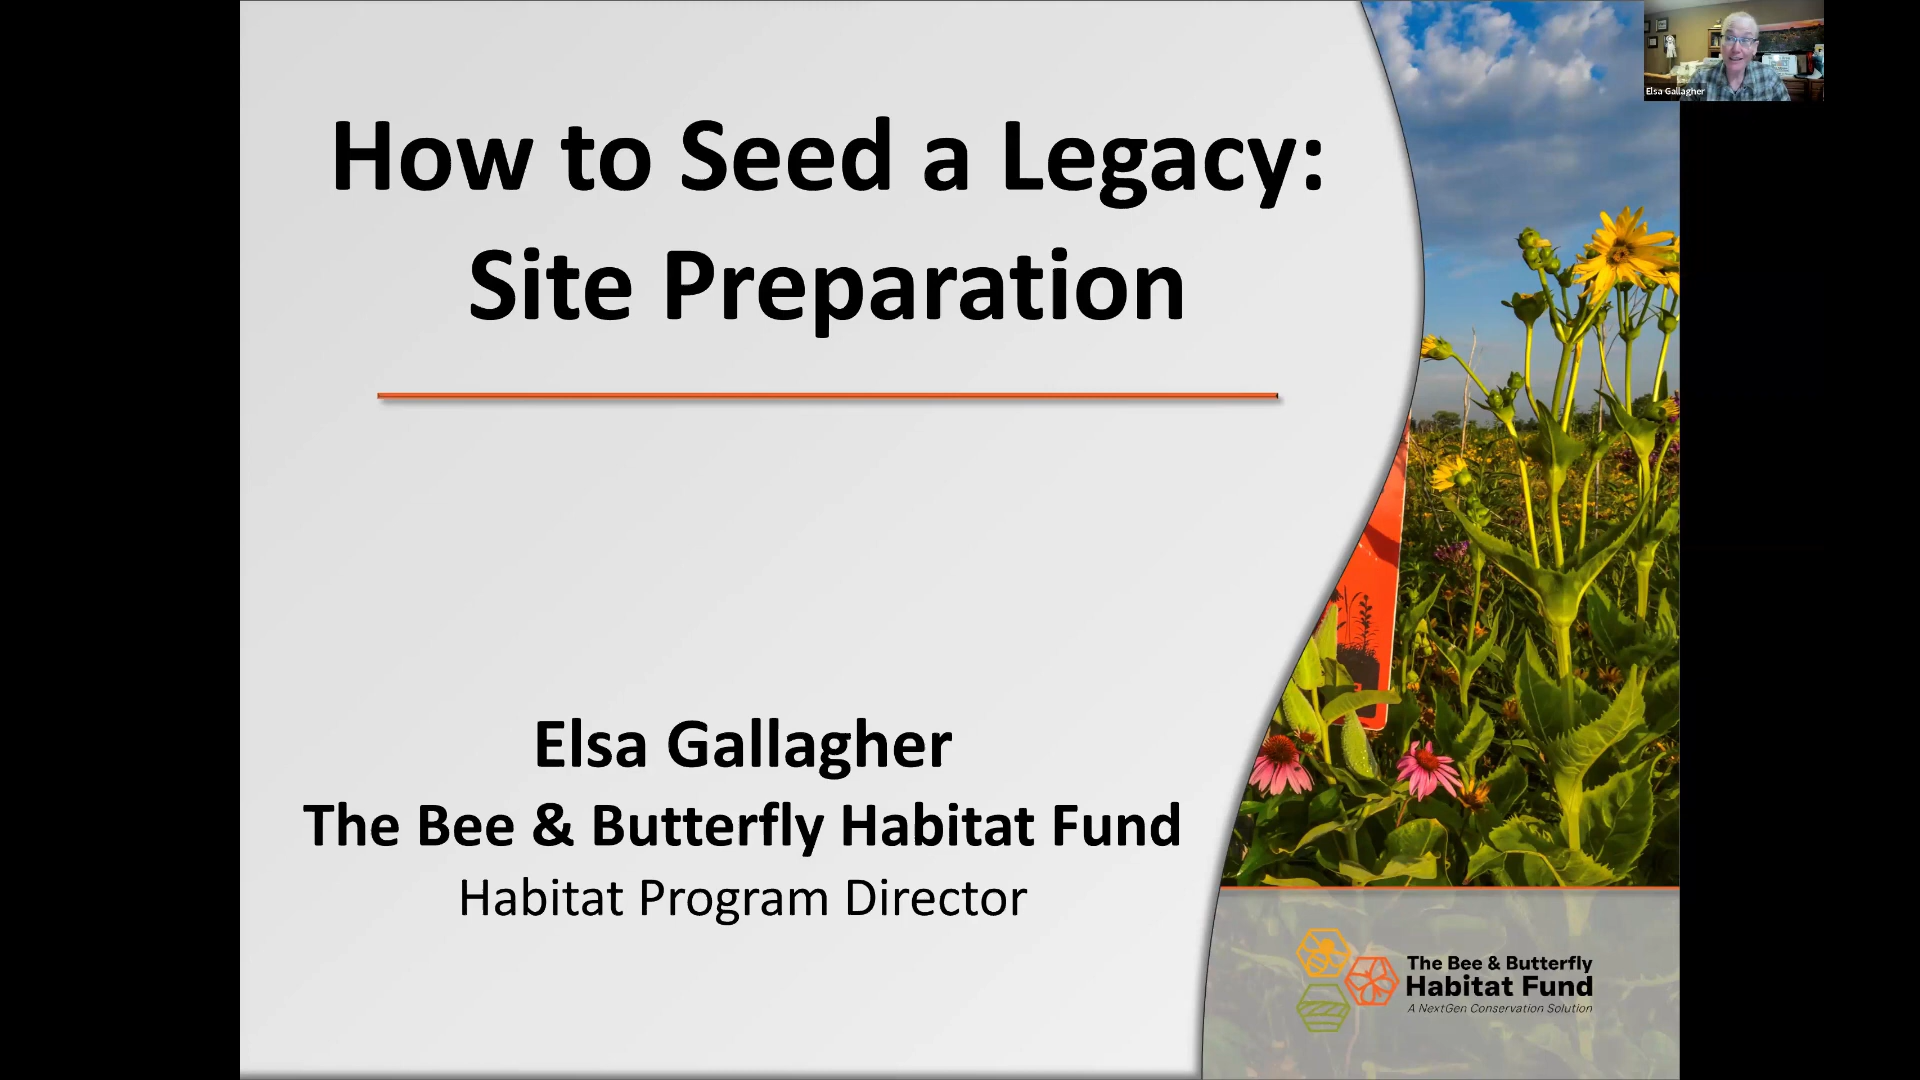 How to Seed a Legacy:
Site Preparation
Elsa Gallagher
The Bee & Butterfly Habitat Fund
Habitat Program Director
The Bee & Butterfly
Habitat Fund
A NextGen Conservation Solution
Elsa Gallagher